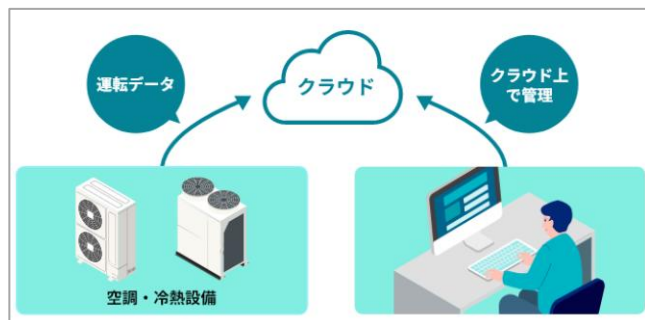 運転データ
クラウド
クラウド上
で管理
空調・冷熱設備